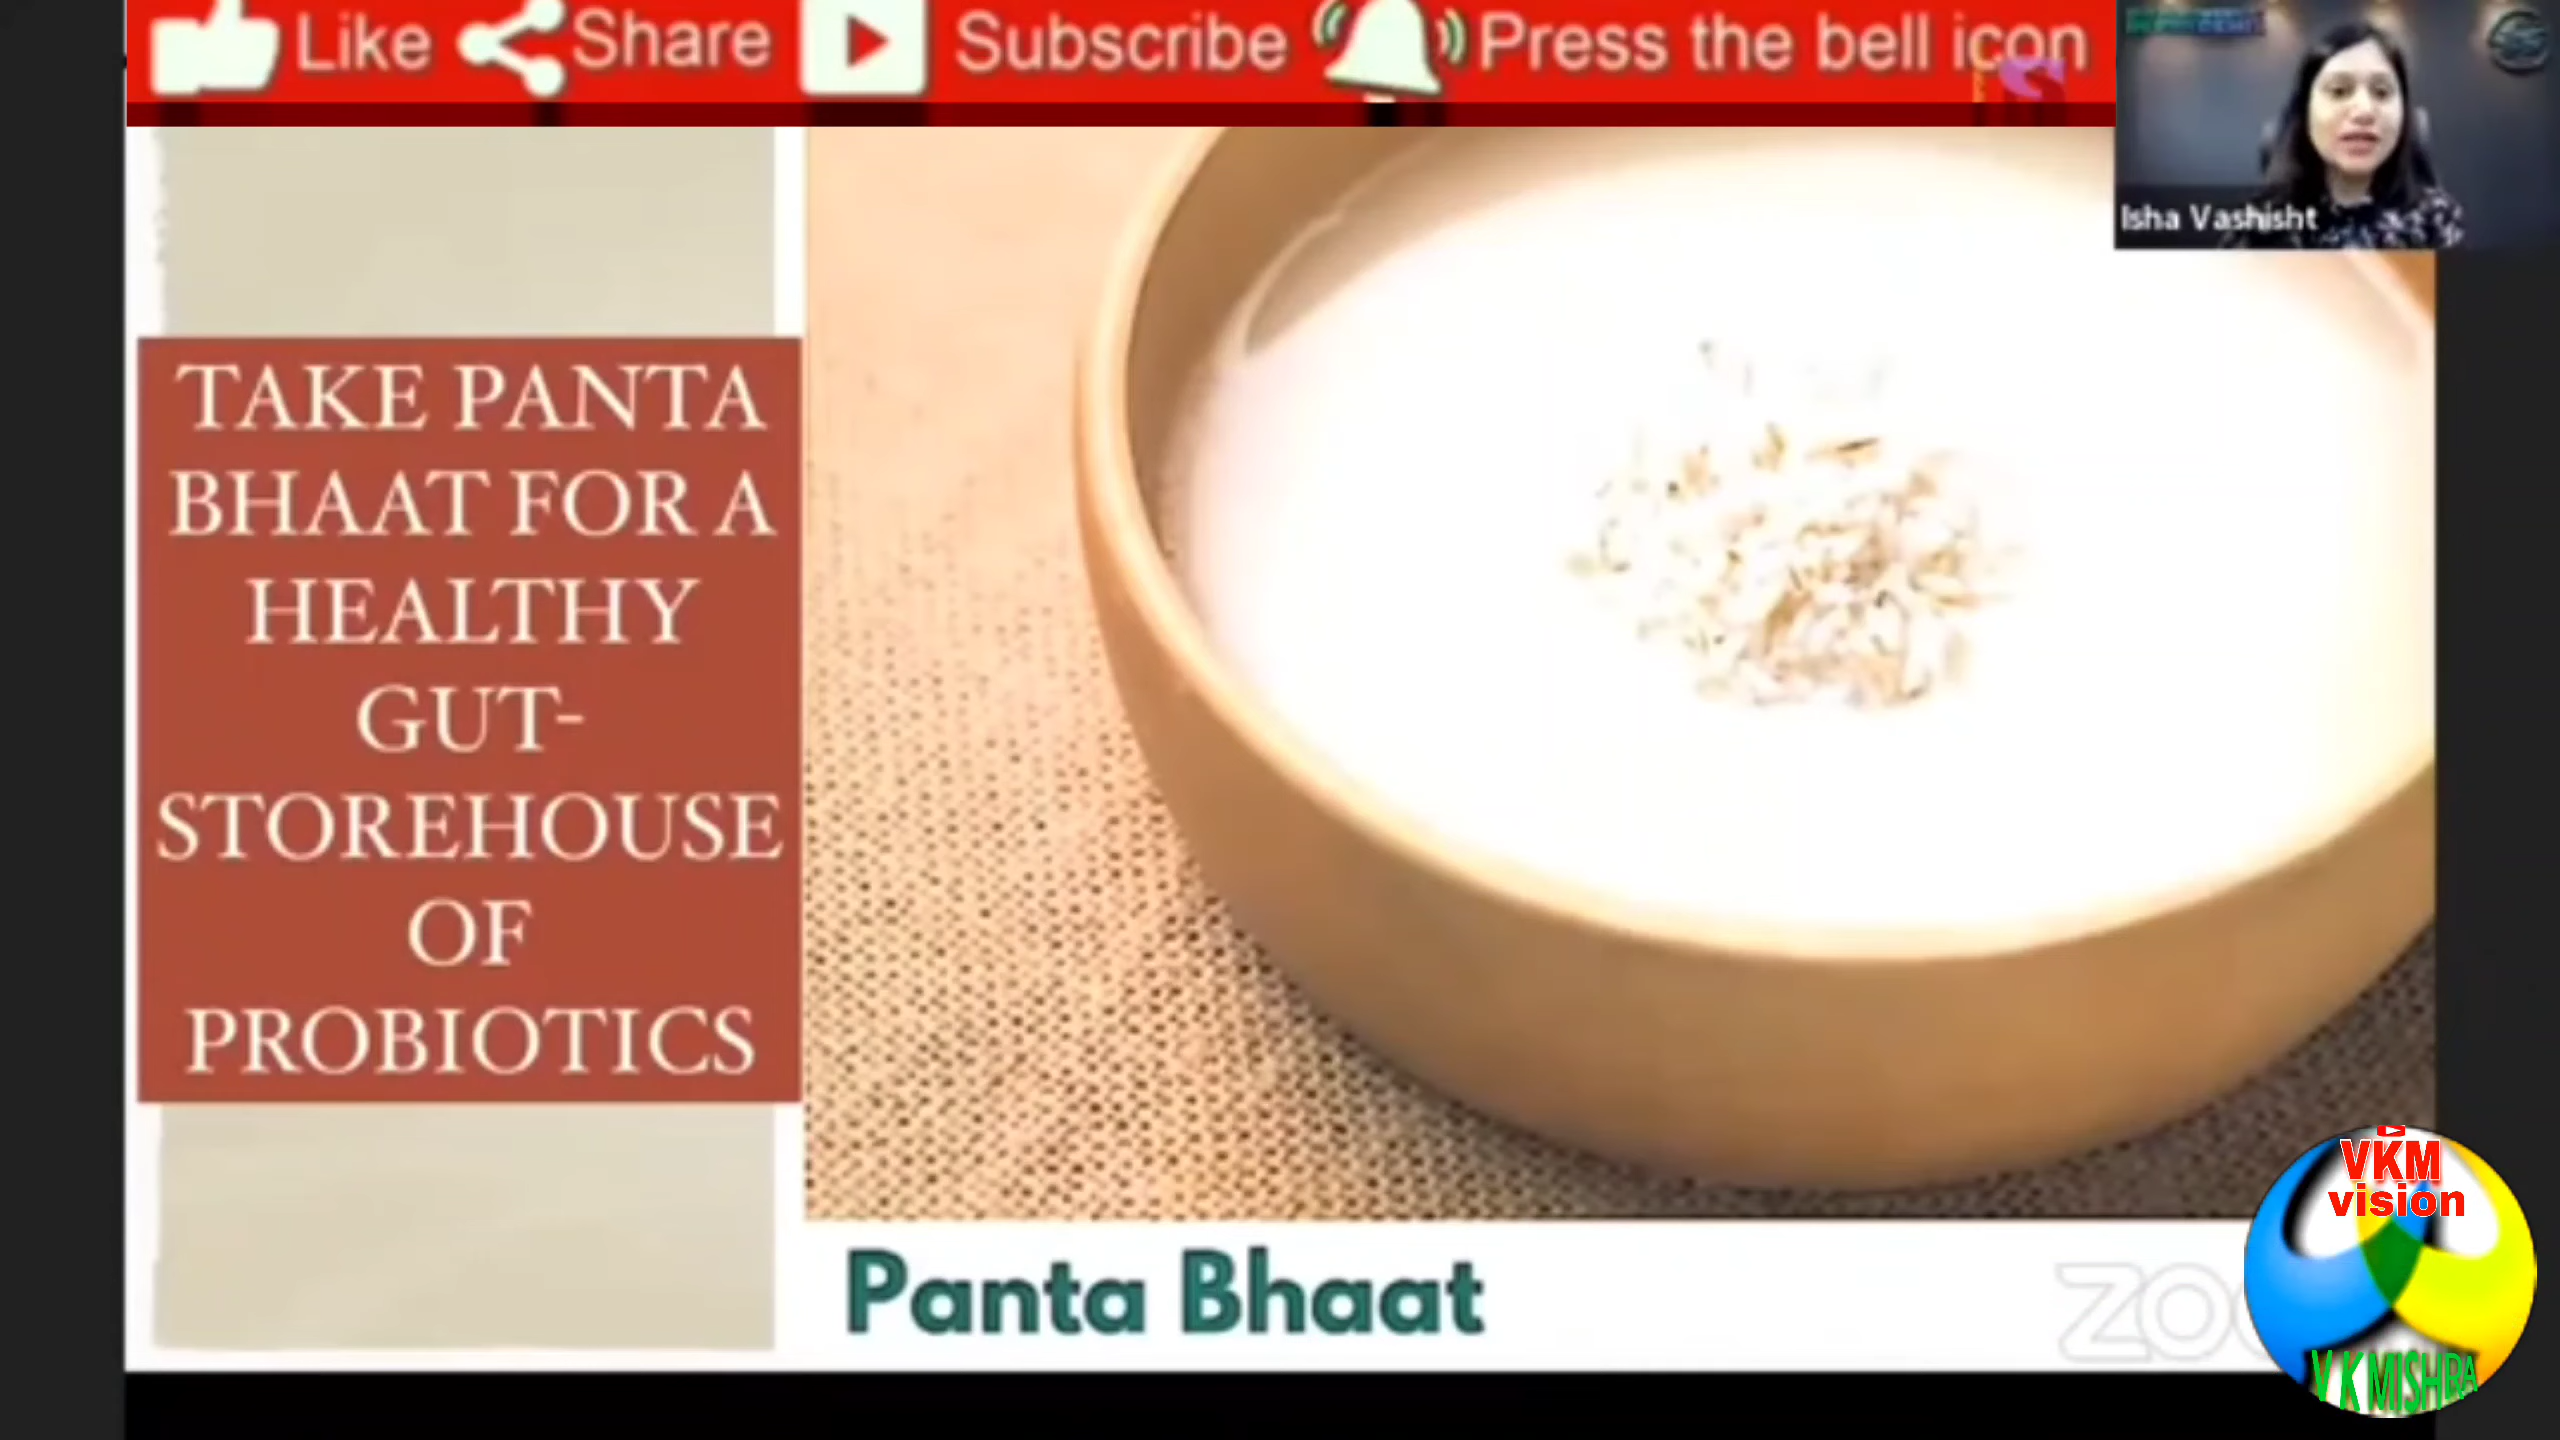 Like Share Subscribe Press the bell icon
Isha Vashisht
TAKE PANTA
BHAAT FOR A
HEALTHY
GUT-
STOREHOUSE
OF
PROBIOTICS
Panta Bhaat
VKM
vision
V K MISHRA